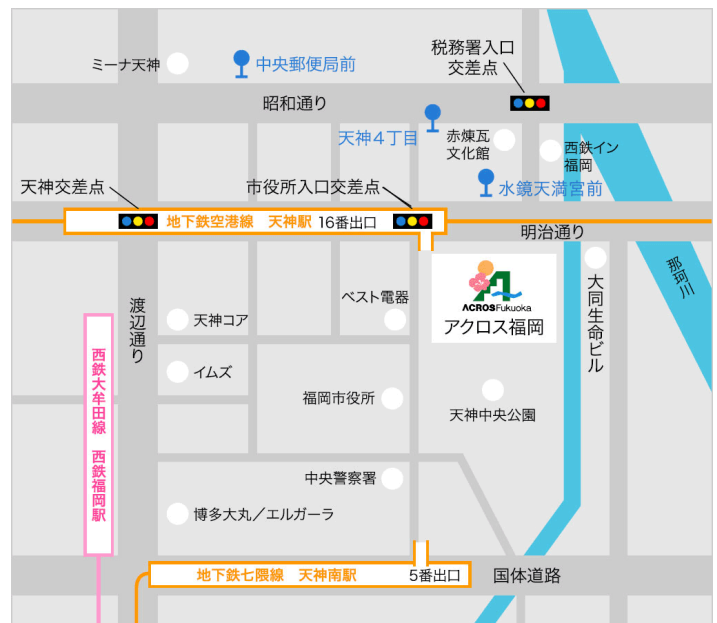 税務署入口
交差点
ミーナ天神
中央郵便局前
昭和通り
天神4丁目
赤煉瓦
文化館
西鉄イン
福岡
天神交差点
市役所入口交差点
水鏡天満宮前
地下鉄空港線 天神駅 16番出口
明治通り
那珂川
ACROS Fukuoka
アクロス福岡
大同生命ビル
渡辺通り
ベスト電器
天神コア
イムズ
西鉄大牟田線 西鉄福岡駅
福岡市役所
天神中央公園
中央警察署
博多大丸/エルガーラ
地下鉄七隈線 天神南駅 5番出口
国体道路